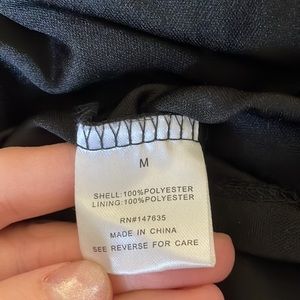 M
SHELL:100%POLYESTER
LINING:100%POLYESTER
RN#147635
MADE IN CHINA
SEE REVERSE FOR CARE